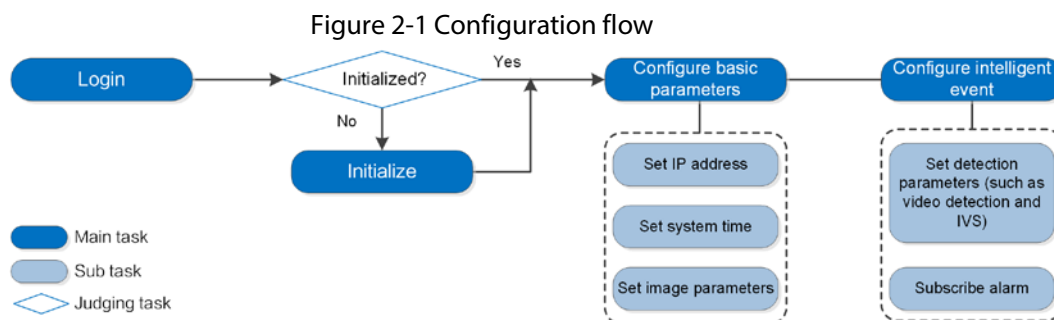 Figure 2-1 Configuration flow
Login
Initialized?
Yes
No
Initialize
Configure basic
parameters
Set IP address
Set system time
Set image parameters
Configure intelligent
event
Set detection
parameters (such as
video detection and
IVS)
Subscribe alarm
Main task
Sub task
Judging task